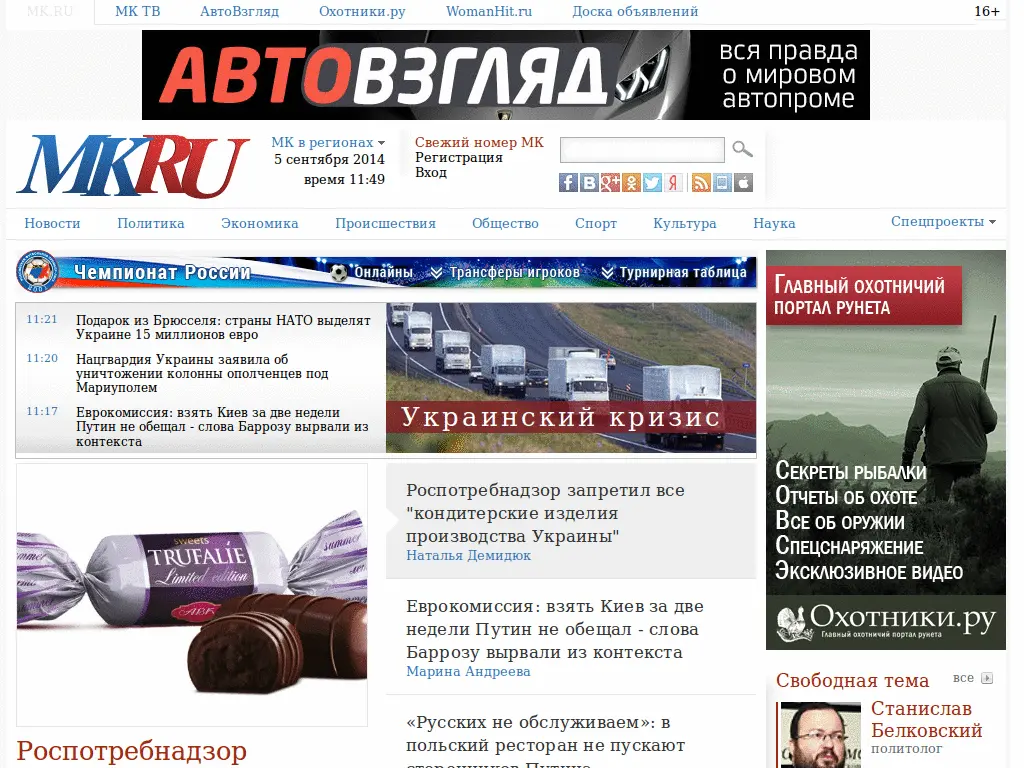 MK.RU
МК ТВ
АвтоВзгляд
Охотники.ру
WomanHit.ru
Доска объявлений
16+
АВТОВЗГЛЯД
вся правда
о мировом
автопроме
MKRU
МК в регионах
5 сентября 2014
время 11:49
Свежий номер МК
Регистрация
Вход
Новости
Политика
Экономика
Происшествия
Общество
Спорт
Культура
Наука
Спецпроекты
Чемпионат России
Онлайны
Трансферы игроков
Турнирная таблица
11:21
Подарок из Брюсселя: страны НАТО выделят
Украине 15 миллионов евро
11:20
Нацгвардия Украины заявила об
уничтожении колонны ополченцев под
Мариуполем
11:17
Еврокомиссия: взять Киев за две недели
Путин не обещал - слова Баррозу вырвали из
контекста
Украинский кризис
sweets
TRUFALIE
Limited edition
summer
Роспотребнадзор
Роспотребнадзор запретил все
"кондитерские изделия
производства Украины"
Наталья Демидюк
Еврокомиссия: взять Киев за две
недели Путин не обещал - слова
Баррозу вырвали из контекста
Марина Андреева
«Русских не обслуживаем»: в
польский ресторан не пускают
сторонников Путина
Главный охотничий
портал рунета
Секреты рыбалки
Отчеты об охоте
Все об оружии
Спецснаряжение
Эксклюзивное видео
Охотники.ру
Главный охотничий портал рунета
Свободная тема
все
Станислав
Белковский
политолог